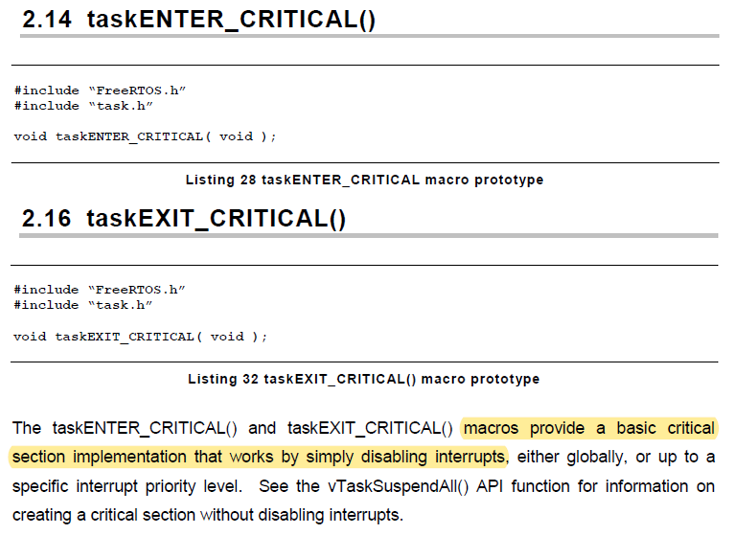 2.14 taskENTER_CRITICAL()
#include “FreeRTOS.h”
#include “task.h”
void taskENTER_CRITICAL( void );
Listing 28 taskENTER_CRITICAL macro prototype
2.16 taskEXIT_CRITICAL()
#include “FreeRTOS.h”
#include “task.h”
void taskEXIT_CRITICAL( void );
Listing 32 taskEXIT_CRITICAL() macro prototype
The taskENTER_CRITICAL() and taskEXIT_CRITICAL() macros provide a basic critical
section implementation that works by simply disabling interrupts, either globally, or up to a
specific interrupt priority level. See the vTaskSuspendAll() API function for information on
creating a critical section without disabling interrupts.